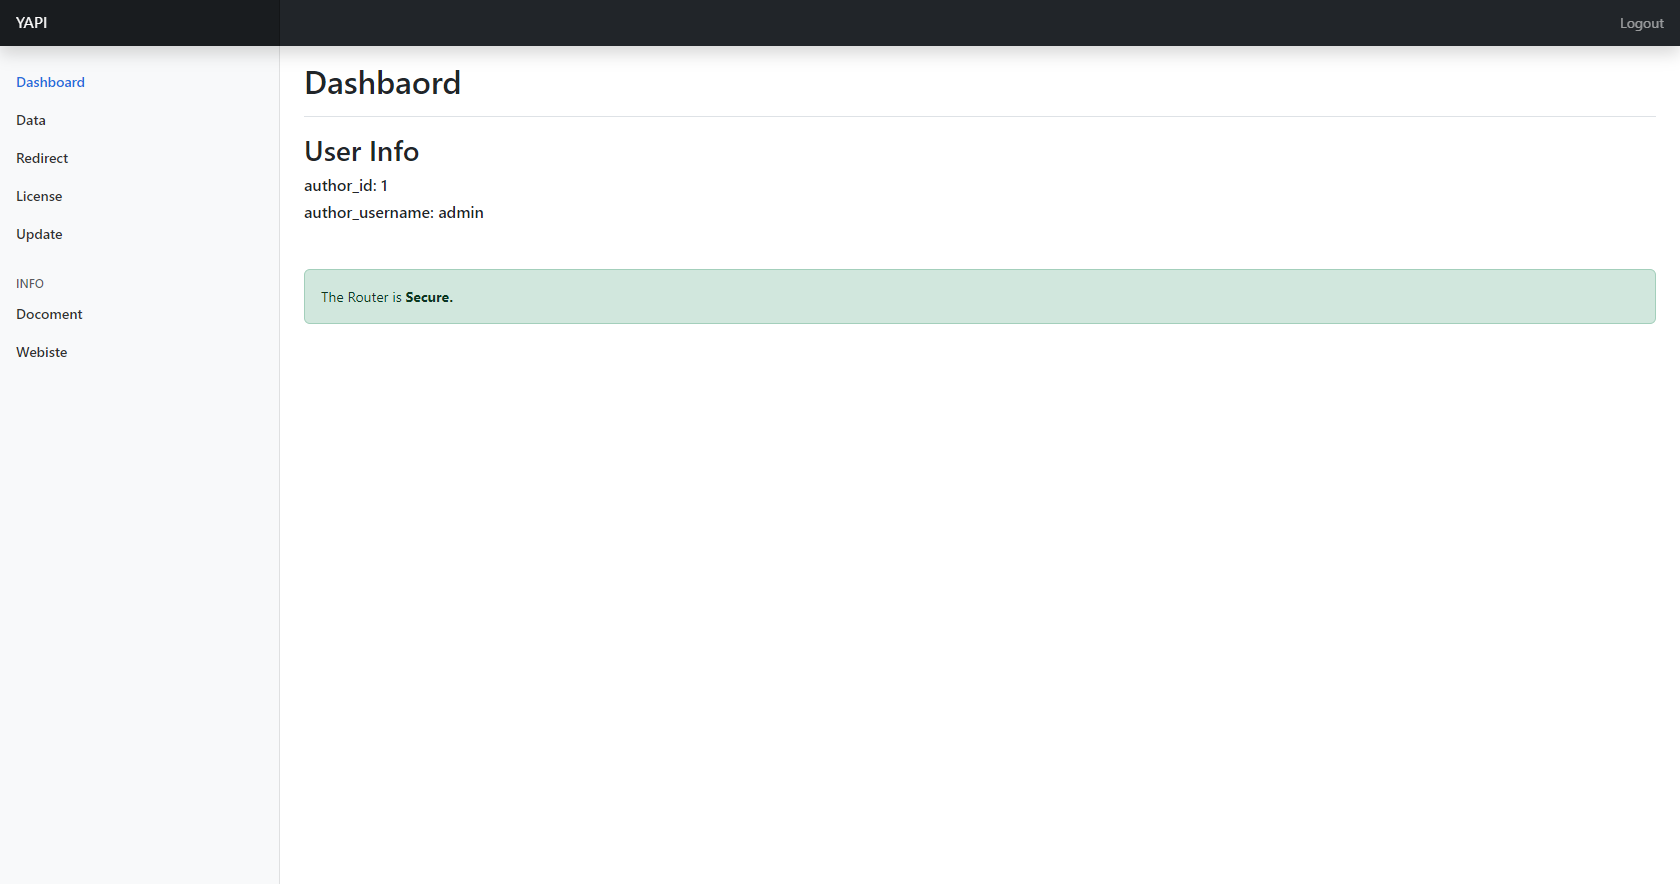 YAPI
Logout
Dashboard
Data
Redirect
License
Update
INFO
Docoment
Webiste
Dashbaord
User Info
author_id: 1
author_username: admin
The Router is Secure.